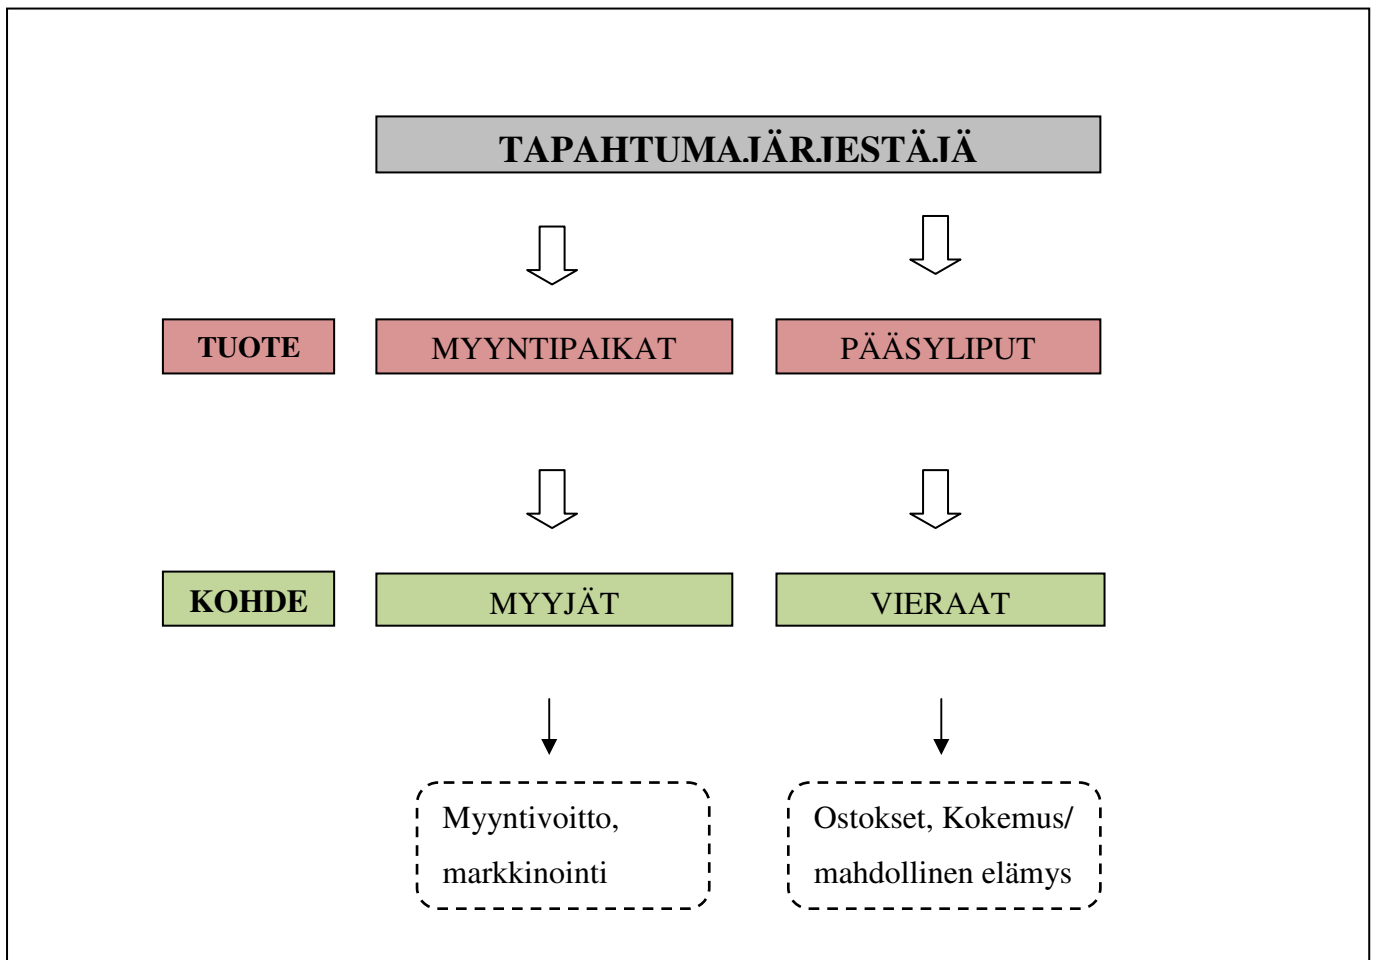 TAPAHTUMAJÄRJESTÄJÄ
TUOTE
MYYNTIPAIKAT
PÄÄSYLIPUT
KOHDE
MYYJÄT
VIERAAT
Myyntivoitto,
markkinointi
Ostokset, Kokemus/
mahdollinen elämys